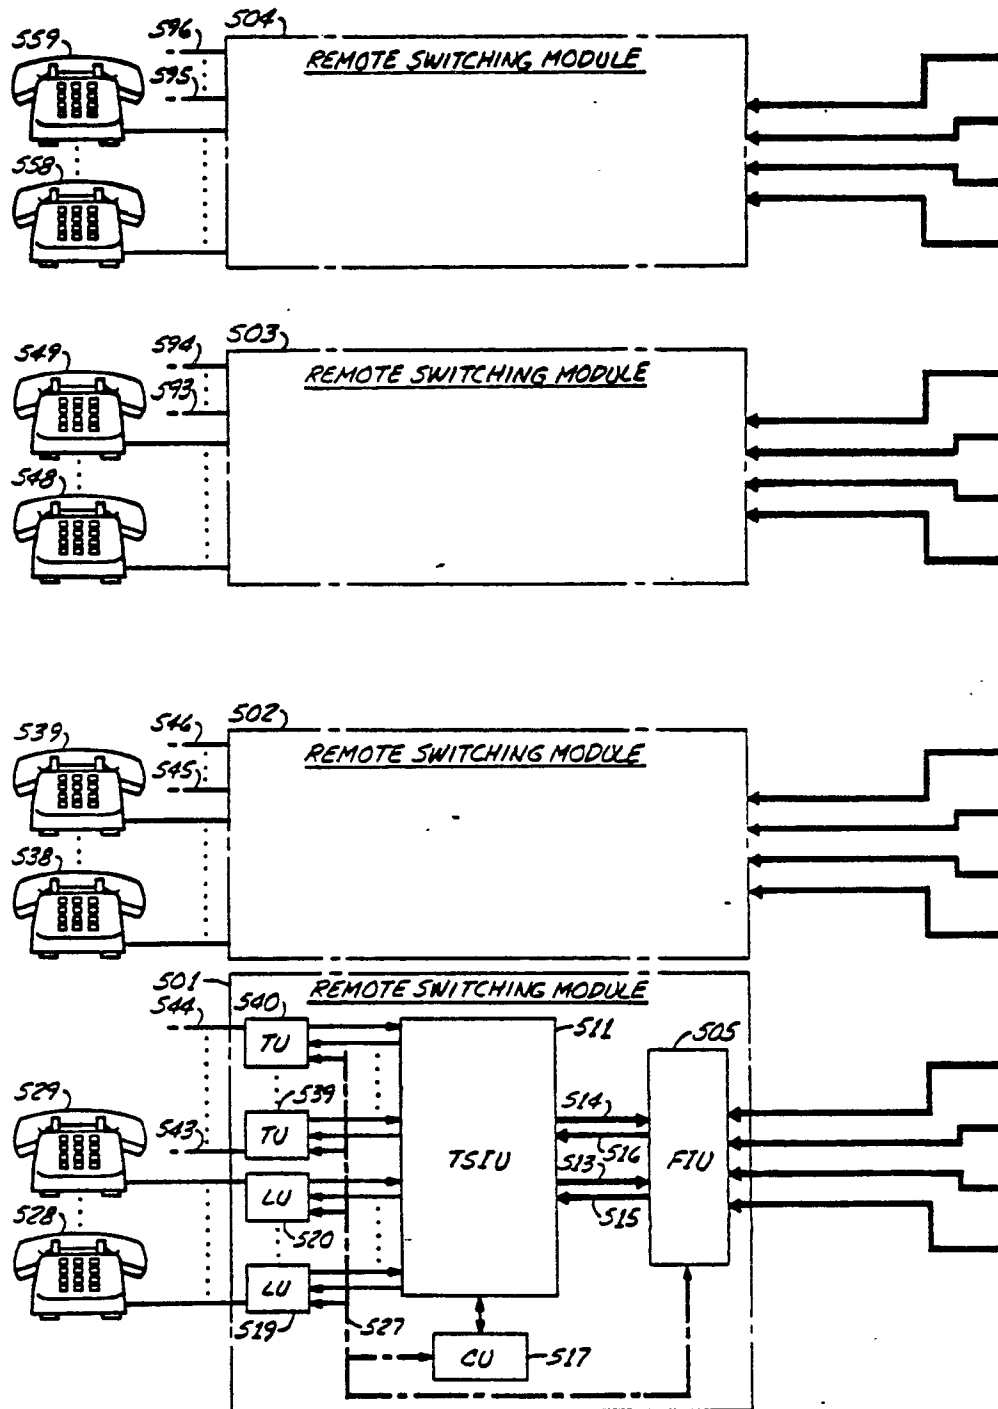 559
596
504
REMOTE SWITCHING MODULE
595
558
549
594
503
REMOTE SWITCHING MODULE
593
548
539
546
502
REMOTE SWITCHING MODULE
545
538
501
REMOTE SWITCHING MODULE
544
540
TU
511
505
529
543
539
TU
514
516
TSIU
513
515
FIU
528
LU
520
LU
519
527
CU
517